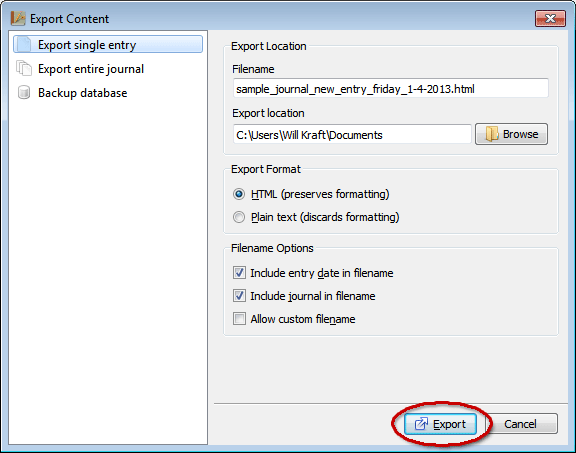 Export Content
Export single entry
Export entire journal
Backup database
Export Location
Filename
sample_journal_new_entry_friday_1-4-2013.html
Export location
C:\Users\Will Kraft\Documents
Browse
Export Format
HTML (preserves formatting)
Plain text (discards formatting)
Filename Options
Include entry date in filename
Include journal in filename
Allow custom filename
Export
Cancel